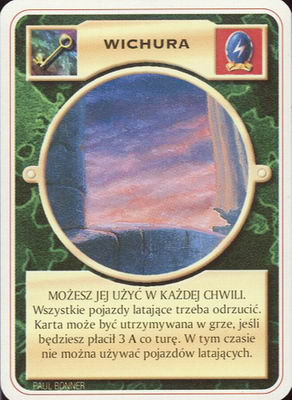 WICHURA
MOŻESZ JEJ UŻYĆ W KAŻDEJ CHWILI.
Wszystkie pojazdy latające trzeba odrzucić.
Karta może być utrzymywana w grze, jeśli
będziesz płacił 3 A co turę. W tym czasie
nie można używać pojazdów latających.
PAUL BONNER